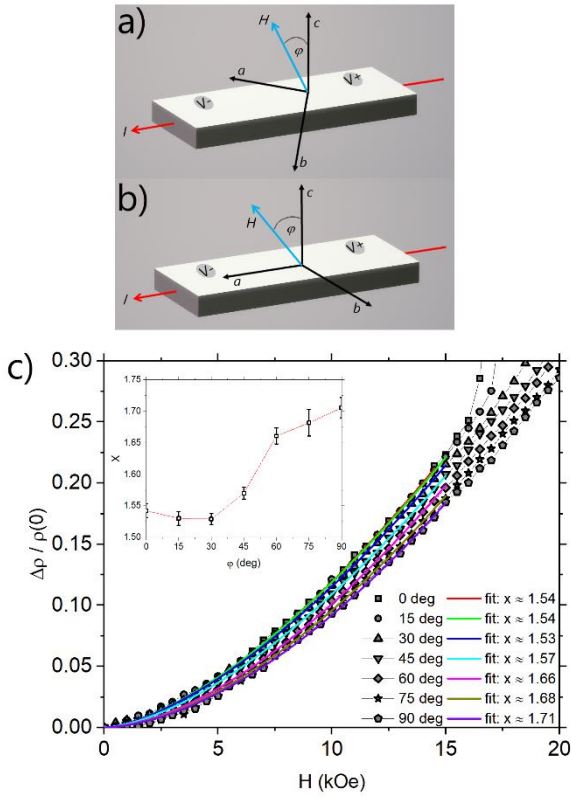 a)
H
c
φ
a
V-
V+
I
b
b)
c
H
φ
V-
V+
a
I
b
c)
0.30
0.25
0.20
0.15
0.10
0.05
0.00
Δρ / ρ(0)
0
5
10
15
20
H (kOe)
1.75
1.70
1.65
1.60
1.55
1.50
X
0
15
30
45
60
75
90
φ (deg)
0 deg fit: x ≈ 1.54
15 deg fit: x ≈ 1.54
30 deg fit: x ≈ 1.53
45 deg fit: x ≈ 1.57
60 deg fit: x ≈ 1.66
75 deg fit: x ≈ 1.68
90 deg fit: x ≈ 1.71